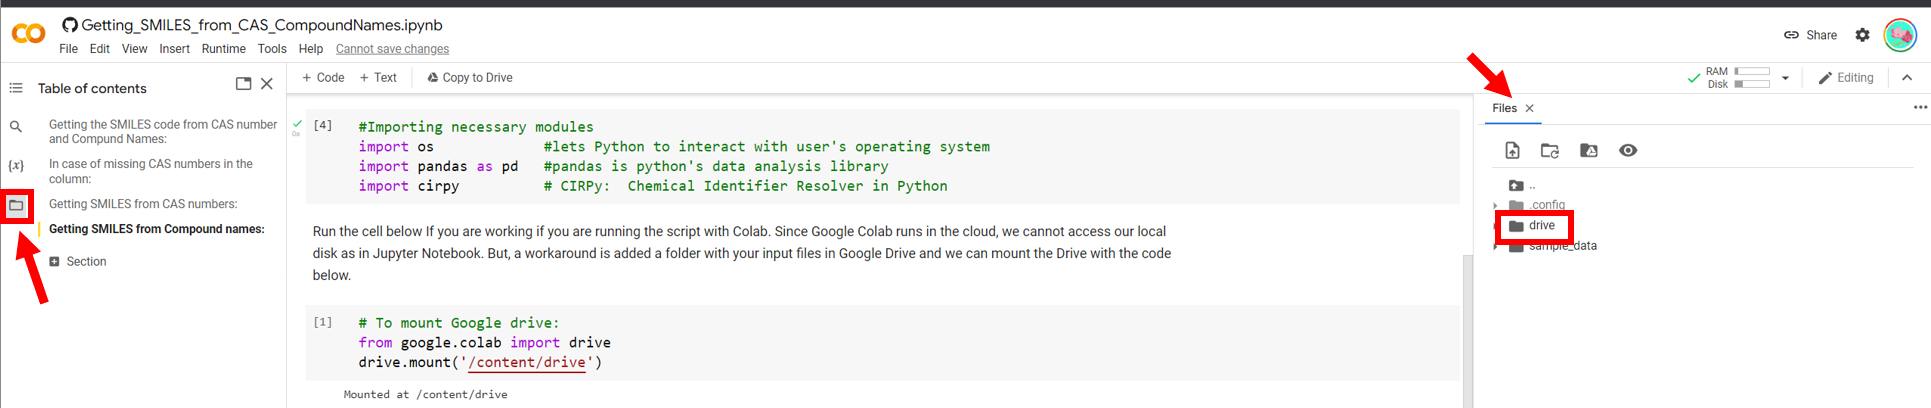 Getting_SMILES_from_CAS_CompoundNames.ipynb
File Edit View Insert Runtime Tools Help Cannot save changes
Share
Table of contents
Getting the SMILES code from CAS number
and Compund Names:
In case of missing CAS numbers in the
column:
Getting SMILES from CAS numbers:
Getting SMILES from Compound names:
Section
{x}
+ Code + Text Copy to Drive
RAM
Disk
Editing
0s
[4] #Importing necessary modules
import os #lets Python to interact with user's operating system
import pandas as pd #pandas is python's data analysis library
import cirpy # CIRPy: Chemical Identifier Resolver in Python
Run the cell below If you are working if you are running the script with Colab. Since Google Colab runs in the cloud, we cannot access our local
disk as in Jupyter Notebook. But, a workaround is added a folder with your input files in Google Drive and we can mount the Drive with the code
below.
[1] # To mount Google drive:
from google.colab import drive
drive.mount('/content/drive')
Mounted at /content/drive
Files
..
.config
drive
sample_data